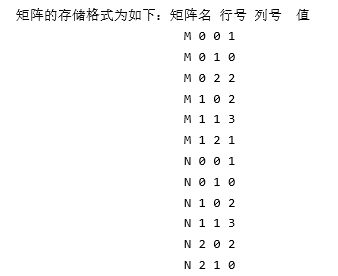 矩阵的存储格式为如下：矩阵名 行号 列号 值
M 0 0 1
M 0 1 0
M 0 2 2
M 1 0 2
M 1 1 3
M 1 2 1
N 0 0 1
N 0 1 0
N 1 0 2
N 1 1 3
N 2 0 2
N 2 1 0